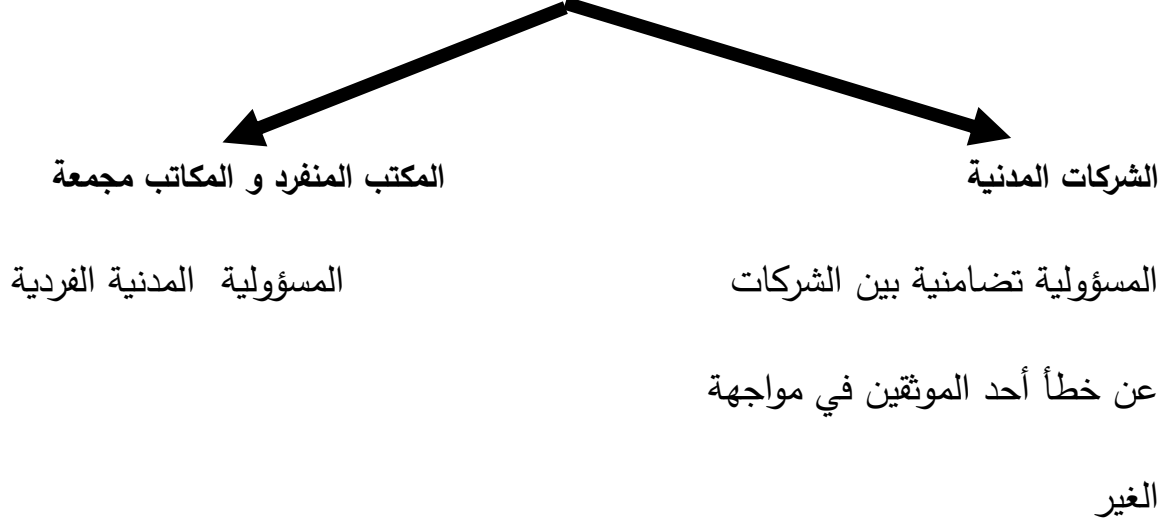 الشركات المدنية المكتب المنفرد و المكاتب مجمعة
المسؤولية تضامنية بين الشركات المسؤولية المدنية الفردية
عن خطأ أحد الموثقين في مواجهة
الغير